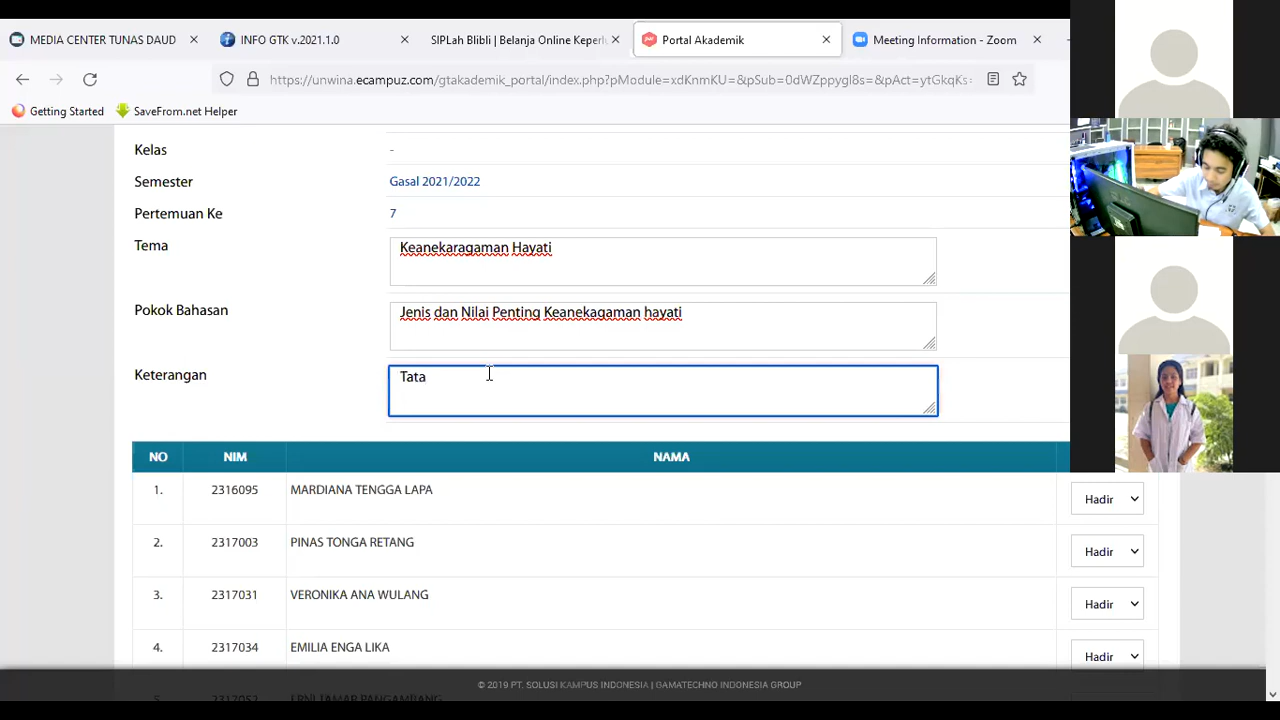 MEDIA CENTER TUNAS DAUD
INFO GTK v.2021.1.0
SIPLah Blibli | Belanja Online Keperlu
Portal Akademik
Meeting Information - Zoom
https://unwina.ecampuz.com/gtakademik_portal/index.php?pModule=xdKnmKU=&pSub=0dWZppygl8s=&pAct=ytGkqKs=
Getting Started
SaveFrom.net Helper
Kelas
-
Semester
Gasal 2021/2022
Pertemuan Ke
7
Tema
Keanekaragaman Hayati
Pokok Bahasan
Jenis dan Nilai Penting Keanekagaman hayati
Keterangan
Tata
NO NIM NAMA
1. 2316095 MARDIANA TENGGA LAPA Hadir
2. 2317003 PINAS TONGA RETANG Hadir
3. 2317031 VERONIKA ANA WULANG Hadir
4. 2317034 EMILIA ENGA LIKA Hadir
© 2019 PT. SOLUSI KAMPUS INDONESIA | GAMATECHNO INDONESIA GROUP